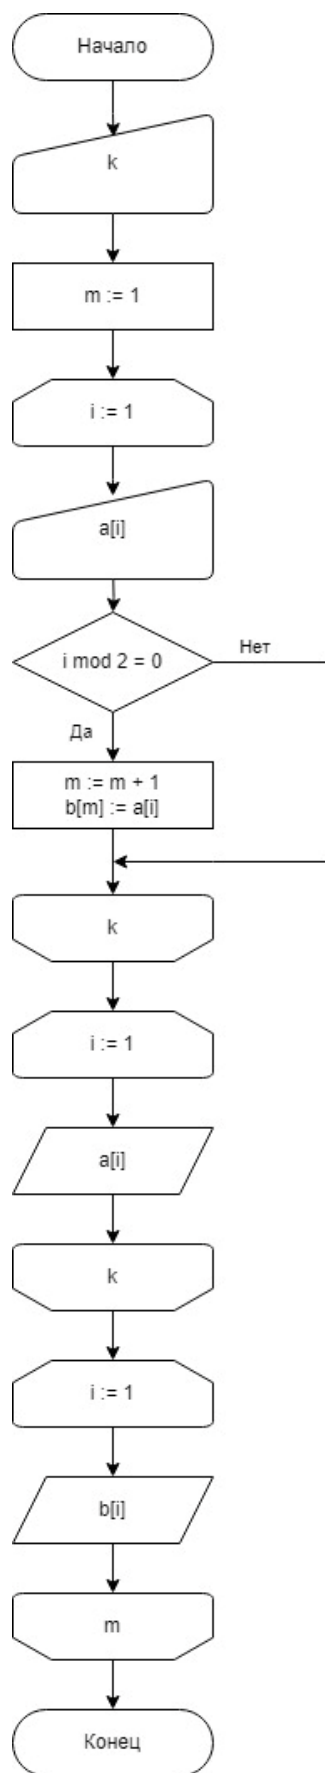 Начало
k
m := 1
i := 1
a[i]
i mod 2 = 0
Нет
Да
m := m + 1
b[m] := a[i]
k
i := 1
a[i]
k
i := 1
b[i]
m
Конец